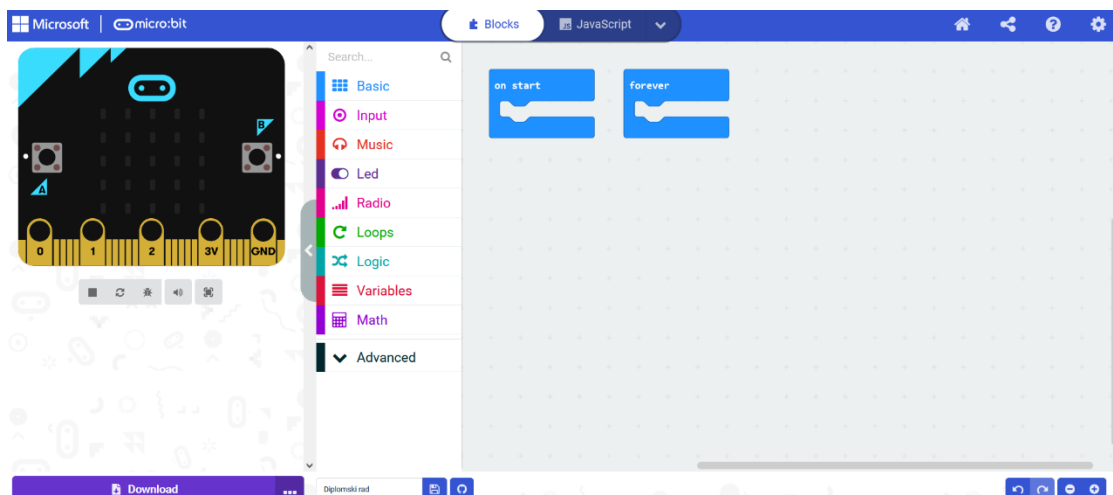 Microsoft micro:bit Blocks JavaScript
B
A
0 1 2 3V GND
Search...
Basic
Input
Music
Led
Radio
Loops
Logic
Variables
Math
Advanced
on start forever
Download
Diplomski rad